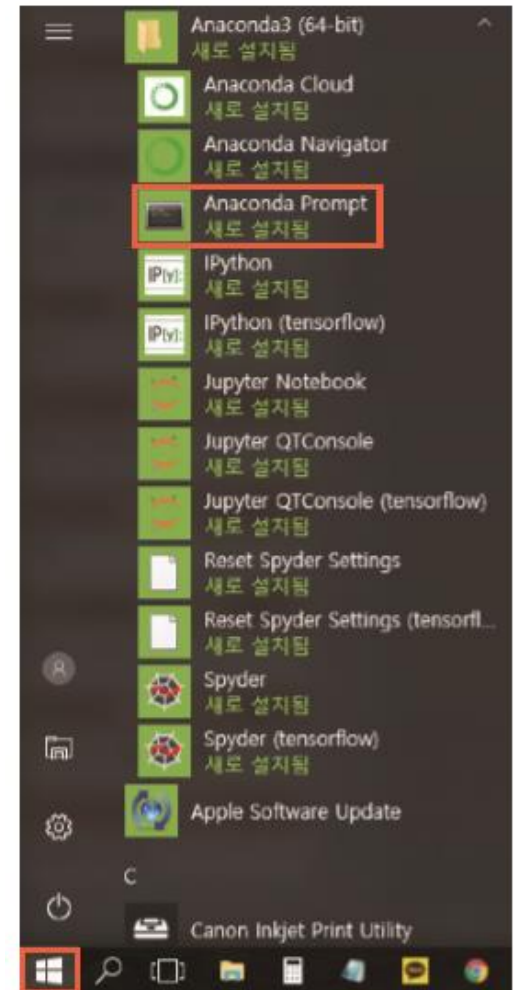 Anaconda3 (64-bit)
새로 설치됨
Anaconda Cloud
새로 설치됨
Anaconda Navigator
새로 설치됨
Anaconda Prompt
새로 설치됨
IP[y]:
IPython
새로 설치됨
IP[y]:
IPython (tensorflow)
새로 설치됨
Jupyter Notebook
새로 설치됨
Jupyter QTConsole
새로 설치됨
Jupyter QTConsole (tensorflow)
새로 설치됨
Reset Spyder Settings
새로 설치됨
Reset Spyder Settings (tensorfl...
새로 설치됨
Spyder
새로 설치됨
Spyder (tensorflow)
새로 설치됨
Apple Software Update
C
Canon Inkjet Print Utility